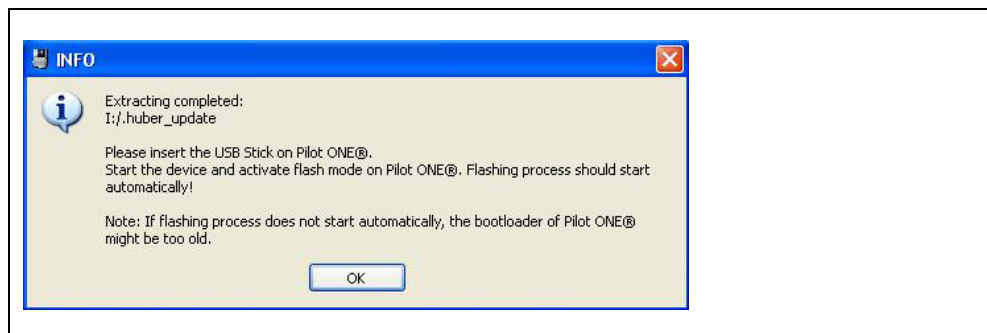 INFO
Extracting completed:
I:/.huber_update
Please insert the USB Stick on Pilot ONE®.
Start the device and activate flash mode on Pilot ONE®. Flashing process should start
automatically!
Note: If flashing process does not start automatically, the bootloader of Pilot ONE®
might be too old.
OK